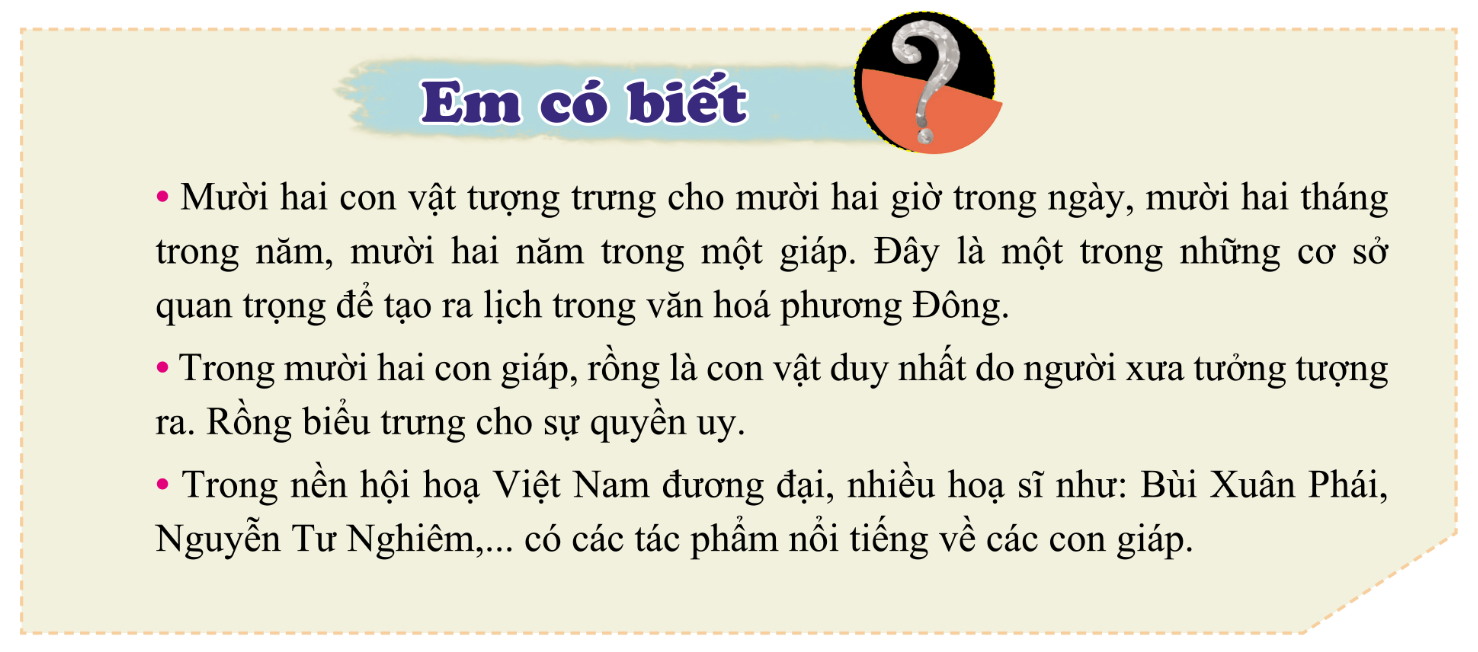 Em có biết
?
• Mười hai con vật tượng trưng cho mười hai giờ trong ngày, mười hai tháng
trong năm, mười hai năm trong một giáp. Đây là một trong những cơ sở
quan trọng để tạo ra lịch trong văn hoá phương Đông.
• Trong mười hai con giáp, rồng là con vật duy nhất do người xưa tưởng tượng
ra. Rồng biểu trưng cho sự quyền uy.
• Trong nền hội hoạ Việt Nam đương đại, nhiều hoạ sĩ như: Bùi Xuân Phái,
Nguyễn Tư Nghiêm,... có các tác phẩm nổi tiếng về các con giáp.